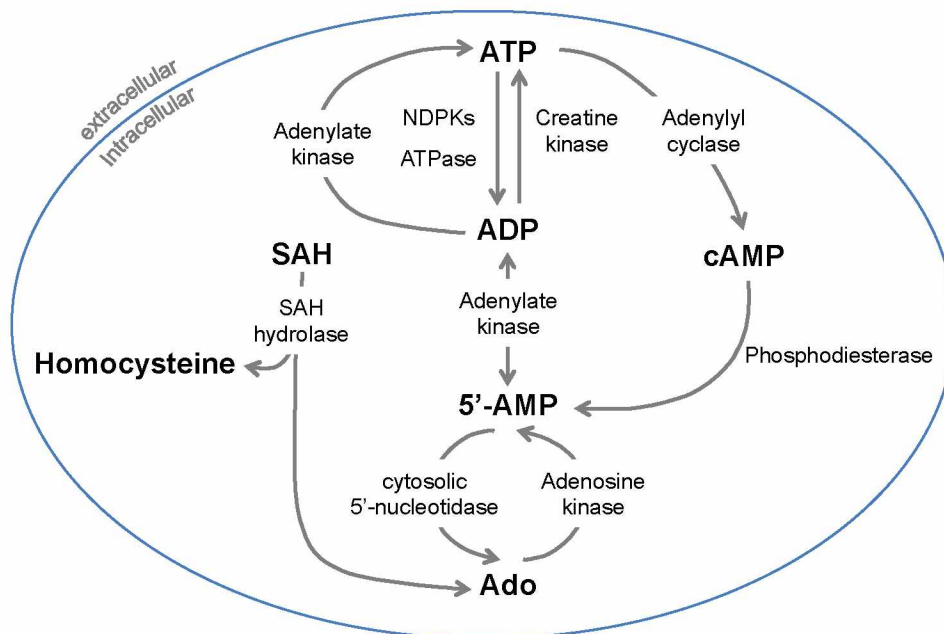 ATP
extracellular
Intracellular
Adenylate
kinase
NDPKs
ATPase
Creatine
kinase
Adenylyl
cyclase
ADP
SAH
cAMP
SAH
hydrolase
Adenylate
kinase
Homocysteine
Phosphodiesterase
5’-AMP
cytosolic
5’-nucleotidase
Adenosine
kinase
Ado